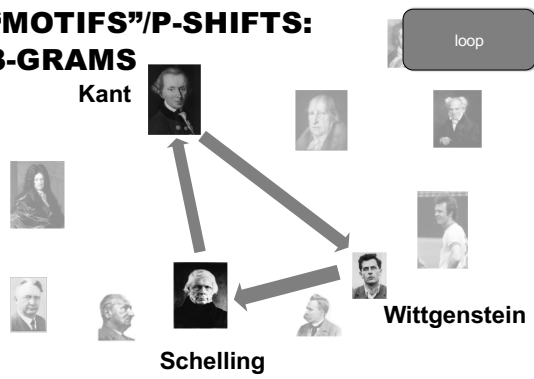 “MOTIFS”/P-SHIFTS:
3-GRAMS
loop
Kant
Wittgenstein
Schelling